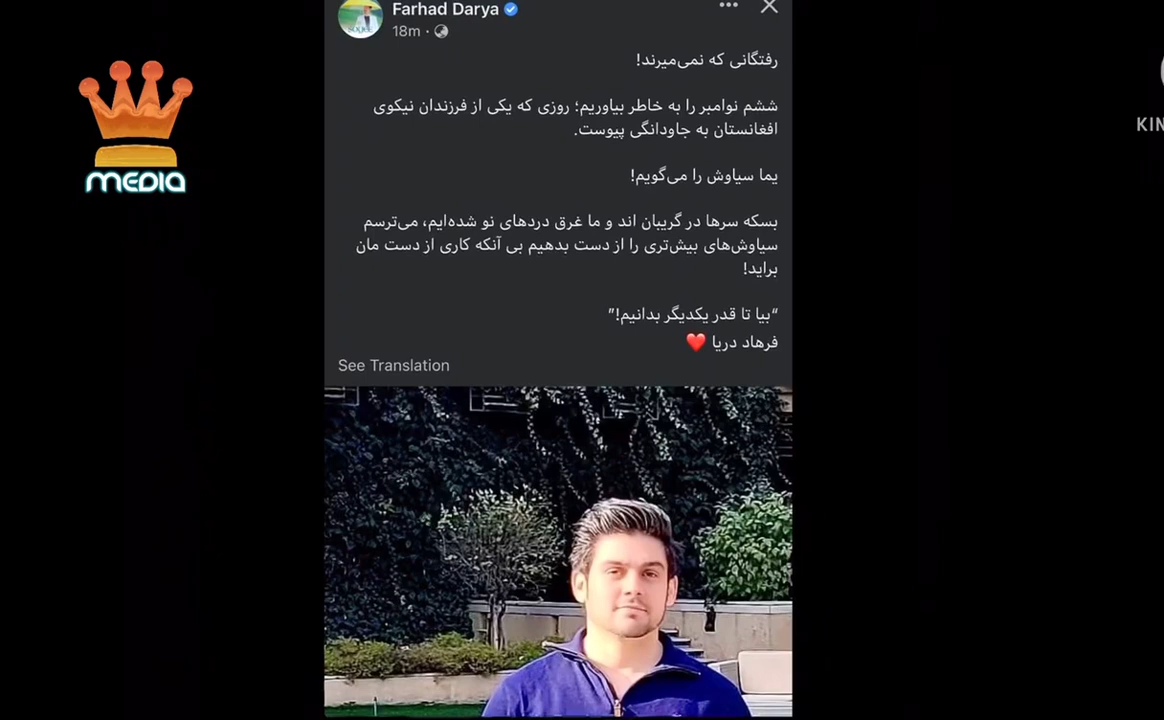 Farhad Darya
18m
رفتگانی که نمی‌میرند!
ششم نوامبر را به خاطر بیاوریم؛ روزی که یکی از فرزندان نیکوی
افغانستان به جاودانگی پیوست.
یما سیاوش را می‌گویم!
بسکه سرها در گریبان اند و ما غرق دردهای نو شده‌ایم، می‌ترسم
سیاوش‌های بیش‌تری را از دست بدهیم بی آنکه کاری از دست مان
براید!
“بیا تا قدر یکدیگر بدانیم!”
فرهاد دریا ❤️
See Translation
MEDIA
KIN